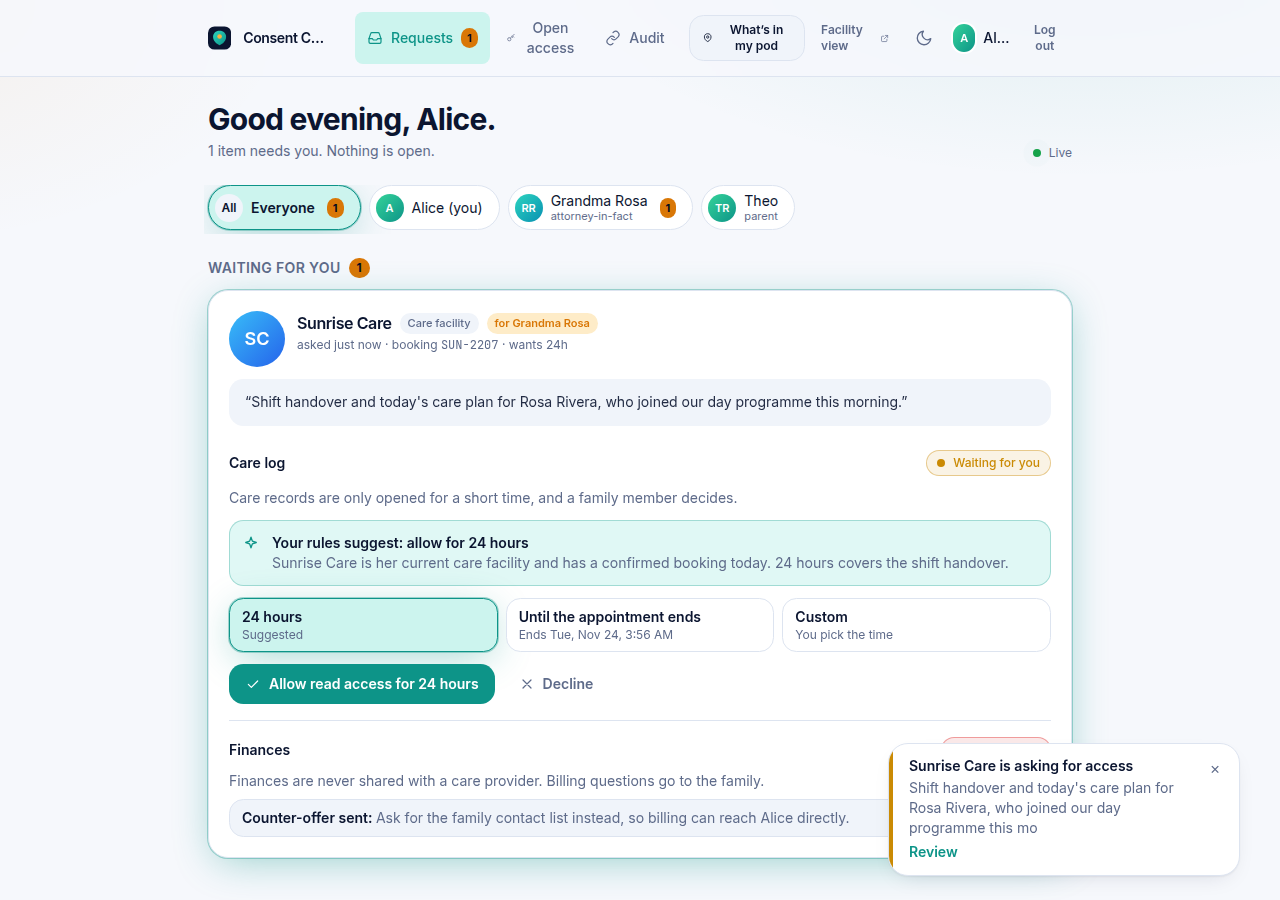 Consent C...
Requests 1
Open access
Audit
What's in my pod
Facility view
A Al...
Log out
Good evening, Alice.
1 item needs you. Nothing is open.
Live
All Everyone 1
A Alice (you)
RR Grandma Rosa attorney-in-fact 1
TR Theo parent
WAITING FOR YOU 1
SC
Sunrise Care Care facility for Grandma Rosa
asked just now · booking SUN-2207 · wants 24h
“Shift handover and today's care plan for Rosa Rivera, who joined our day programme this morning.”
Care log
Waiting for you
Care records are only opened for a short time, and a family member decides.
Your rules suggest: allow for 24 hours
Sunrise Care is her current care facility and has a confirmed booking today. 24 hours covers the shift handover.
24 hours
Suggested
Until the appointment ends
Ends Tue, Nov 24, 3:56 AM
Custom
You pick the time
Allow read access for 24 hours
Decline
Finances
Finances are never shared with a care provider. Billing questions go to the family.
Counter-offer sent: Ask for the family contact list instead, so billing can reach Alice directly.
Sunrise Care is asking for access
Shift handover and today's care plan for
Rosa Rivera, who joined our day
programme this mo
Review